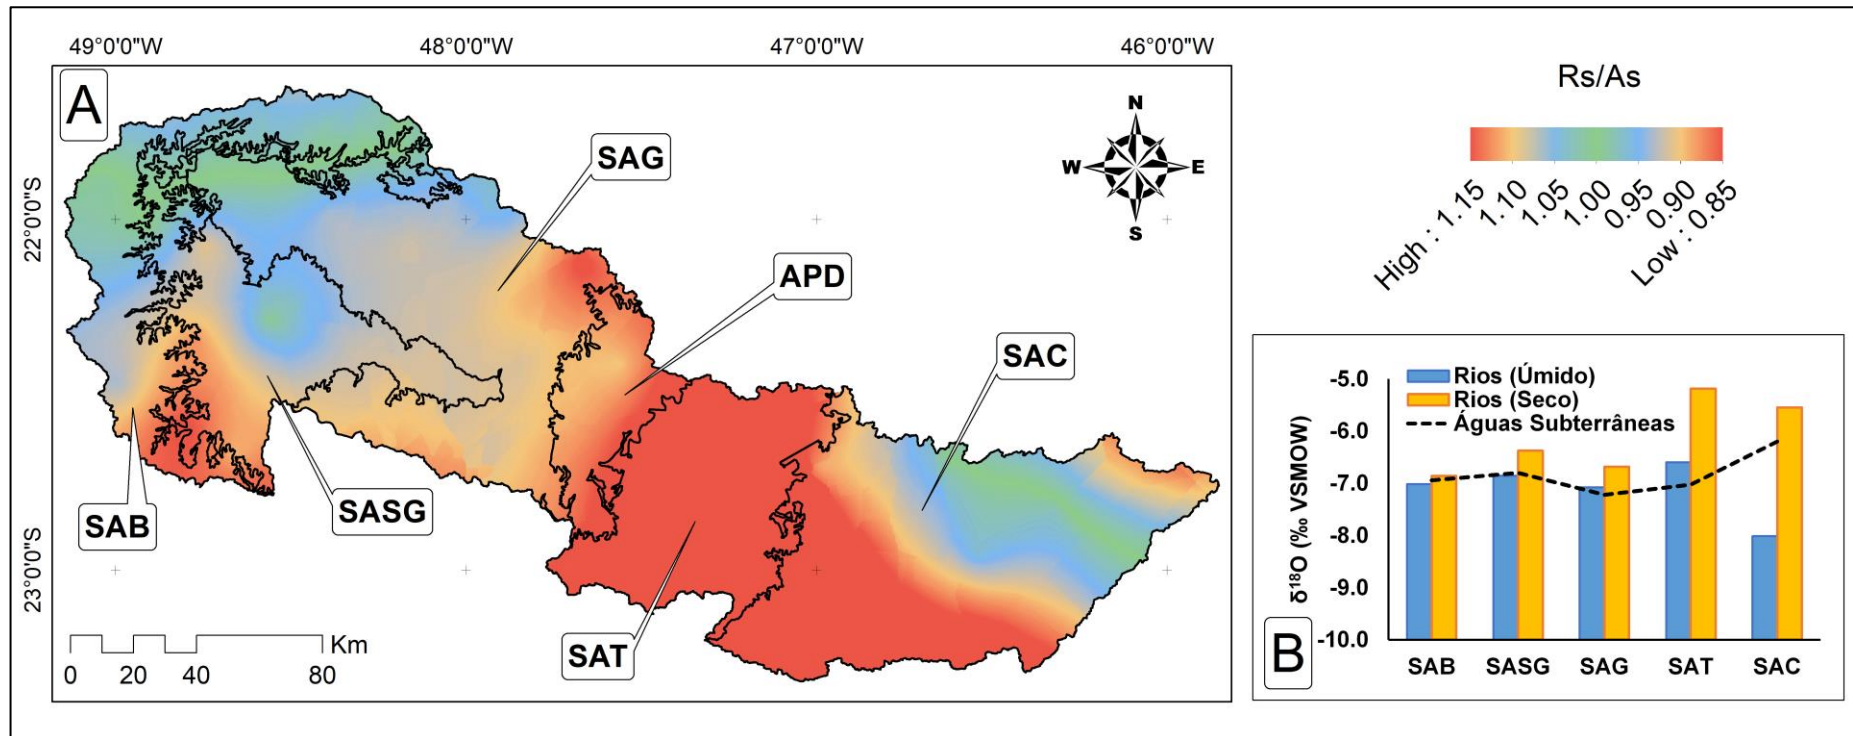 49°0'0"W 48°0'0"W 47°0'0"W 46°0'0"W
A
22°0'0"S
23°0'0"S
SAG
APD
SAC
SAB
SASG
SAT
N
W E
S
Km
0 20 40 80
Rs/As
High : 1.15 1.10 1.05 1.00 0.95 0.90 Low : 0.85
B
Rios (Úmido)
Rios (Seco)
Águas Subterrâneas
δ¹⁸O (‰ VSMOW)
-5.0
-6.0
-7.0
-8.0
-9.0
-10.0
SAB SASG SAG SAT SAC